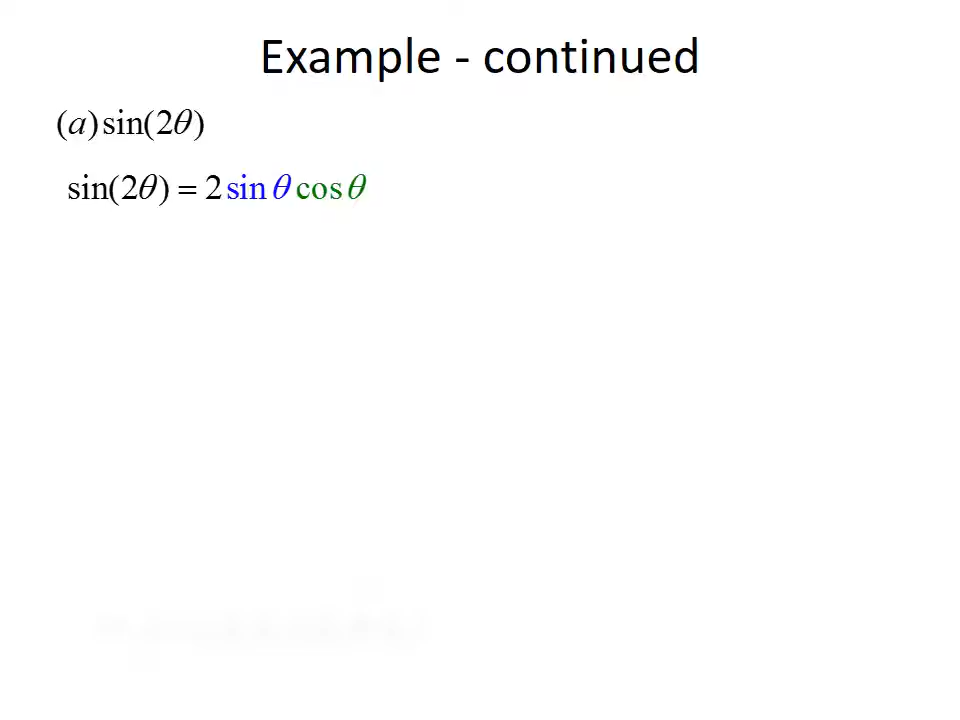 Example - continued
(a) sin(2θ)
sin(2θ) = 2 sin θ cos θ